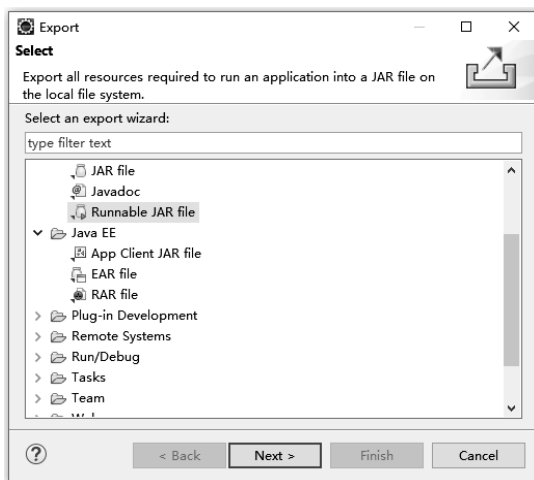 Export
Select
Export all resources required to run an application into a JAR file on
the local file system.
Select an export wizard:
type filter text
JAR file
Javadoc
Runnable JAR file
Java EE
App Client JAR file
EAR file
RAR file
Plug-in Development
Remote Systems
Run/Debug
Tasks
Team
< Back Next > Finish Cancel